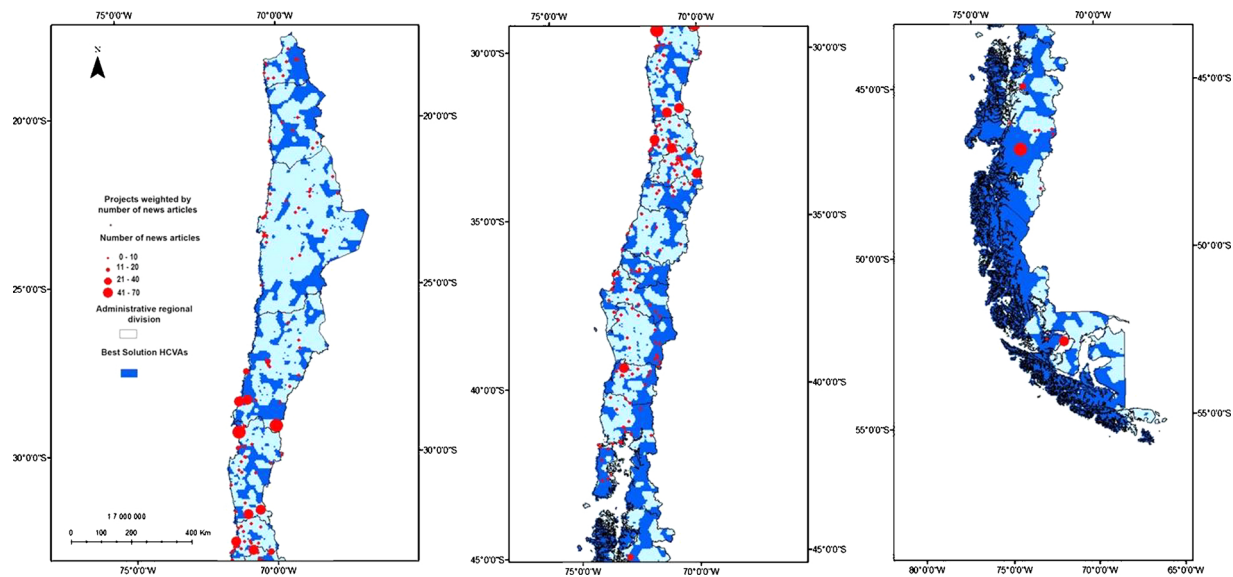 75°0'0"W 70°0'0"W
N
20°0'0"S 20°0'0"S
Projects weighted by
number of news articles
Number of news articles
0 - 10
11 - 20
21 - 40
41 - 70
Administrative regional
division
Best Solution HCVAs
25°0'0"S 25°0'0"S
30°0'0"S 30°0'0"S
1 7 000 000
0 100 200 400 Km
75°0'0"W 70°0'0"W
75°0'0"W 70°0'0"W
30°0'0"S 30°0'0"S
35°0'0"S 35°0'0"S
40°0'0"S 40°0'0"S
45°0'0"S 45°0'0"S
75°0'0"W 70°0'0"W
75°0'0"W 70°0'0"W
45°0'0"S 45°0'0"S
50°0'0"S 50°0'0"S
55°0'0"S 55°0'0"S
80°0'0"W 75°0'0"W 70°0'0"W 65°0'0"W